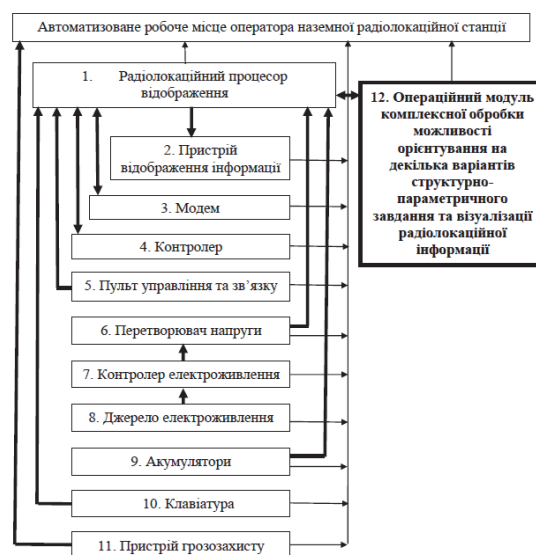 Автоматизоване робоче місце оператора наземної радіолокаційної станції
1. Радіолокаційний процесор
відображення
12. Операційний модуль
комплексної обробки
можливості
орієнтування на
декілька варіантів
структурно-
параметричного
завдання та візуалізації
радіолокаційної
інформації
2. Пристрій
відображення інформації
3. Модем
4. Контролер
5. Пульт управління та зв’язку
6. Перетворювач напруги
7. Контролер електроживлення
8. Джерело електроживлення
9. Акумулятори
10. Клавіатура
11. Пристрій грозозахисту